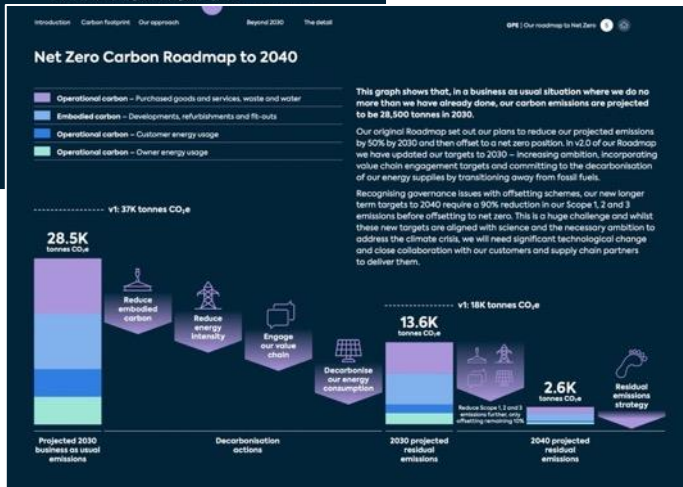 Introduction Carbon footprint Our approach Beyond 2030 The detail
GPE | Our roadmap to Net Zero 5
Net Zero Carbon Roadmap to 2040
Operational carbon – Purchased goods and services, waste and water
Embodied carbon – Developments, refurbishments and fit-outs
Operational carbon – Customer energy usage
Operational carbon – Owner energy usage
This graph shows that, in a business as usual situation where we do no
more than we have already done, our carbon emissions are projected
to be 28,500 tonnes in 2030.
Our original Roadmap set out our plans to reduce our projected emissions
by 50% by 2030 and then offset to a net zero position. In v2.0 of our Roadmap
we have updated our targets to 2030 – increasing ambition, incorporating
value chain engagement targets and committing to the decarbonisation
of our energy supplies by transitioning away from fossil fuels.
Recognising governance issues with offsetting schemes, our new longer
term targets to 2040 require a 90% reduction in our Scope 1, 2 and 3
emissions before offsetting to net zero. This is a huge challenge and whilst
these new targets are aligned with science and the necessary ambition to
address the climate crisis, we will need significant technological change
and close collaboration with our customers and supply chain partners
to deliver them.
v1: 37K tonnes CO₂e
28.5K
tonnes CO₂e
Reduce
embodied
carbon
Reduce
energy
intensity
Engage
our value
chain
Decarbonise
our energy
consumption
v1: 18K tonnes CO₂e
13.6K
tonnes CO₂e
Reduce Scope 1, 2 and 3
emissions further, only
offsetting remaining 10%
2.6K
tonnes CO₂e
Residual
emissions
strategy
Projected 2030
business as usual
emissions
Decarbonisation
actions
2030 projected
residual
emissions
2040 projected
residual
emissions